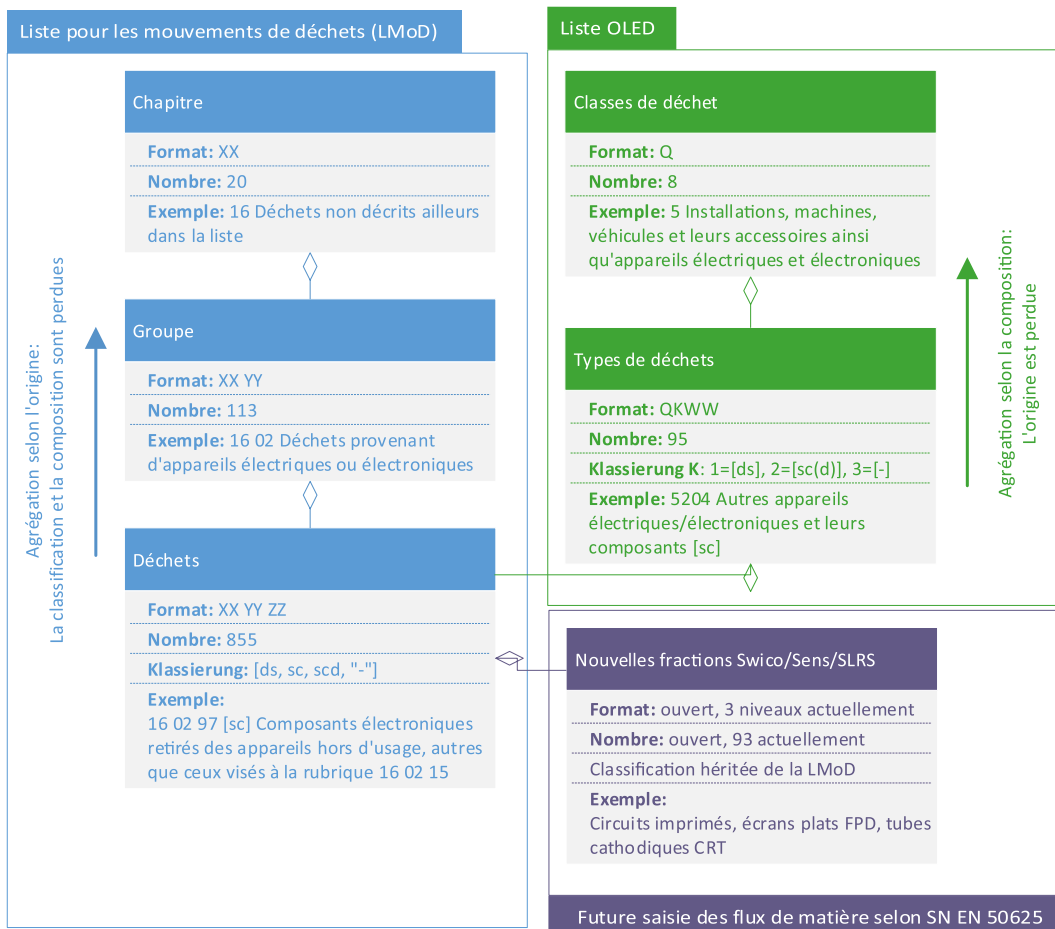 Liste pour les mouvements de déchets (LMoD)
Chapitre
Format: XX
Nombre: 20
Exemple: 16 Déchets non décrits ailleurs
dans la liste
Groupe
Format: XX YY
Nombre: 113
Exemple: 16 02 Déchets provenant
d'appareils électriques ou électroniques
Déchets
Format: XX YY ZZ
Nombre: 855
Klassierung: [ds, sc, scd, "-"]
Exemple:
16 02 97 [sc] Composants électroniques
retirés des appareils hors d'usage, autres
que ceux visés à la rubrique 16 02 15
Agrégation selon l'origine:
La classification et la composition sont perdues
Liste OLED
Classes de déchet
Format: Q
Nombre: 8
Exemple: 5 Installations, machines,
véhicules et leurs accessoires ainsi
qu'appareils électriques et électroniques
Types de déchets
Format: QKWW
Nombre: 95
Klassierung K: 1=[ds], 2=[sc(d)], 3=[-]
Exemple: 5204 Autres appareils
électriques/électroniques et leurs
composants [sc]
Agrégation selon la composition:
L'origine est perdue
Nouvelles fractions Swico/Sens/SLRS
Format: ouvert, 3 niveaux actuellement
Nombre: ouvert, 93 actuellement
Classification héritée de la LMoD
Exemple:
Circuits imprimés, écrans plats FPD, tubes
cathodiques CRT
Future saisie des flux de matière selon SN EN 50625